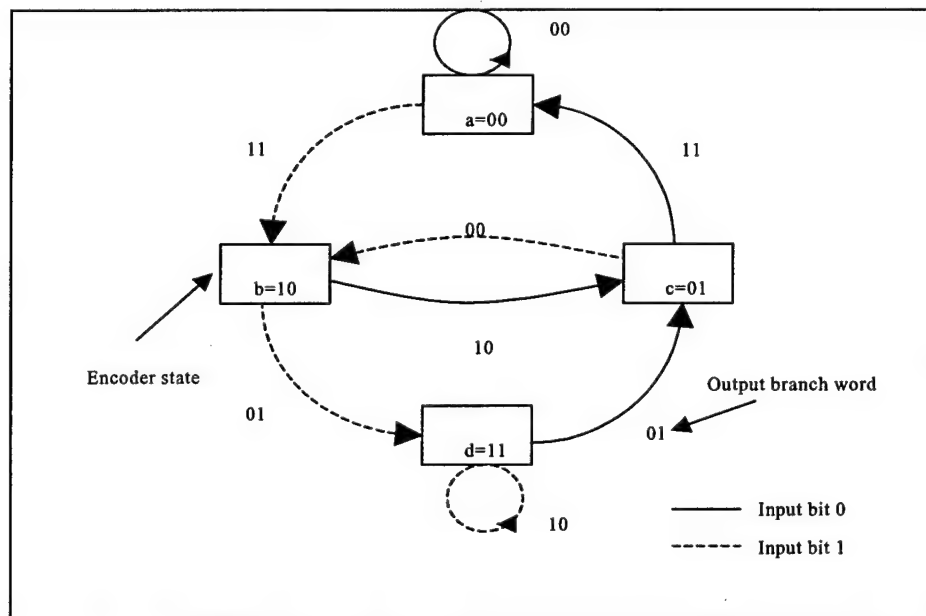 00
a=00
11
11
00
b=10
c=01
10
Encoder state
Output branch word
01
01
d=11
10
Input bit 0
Input bit 1